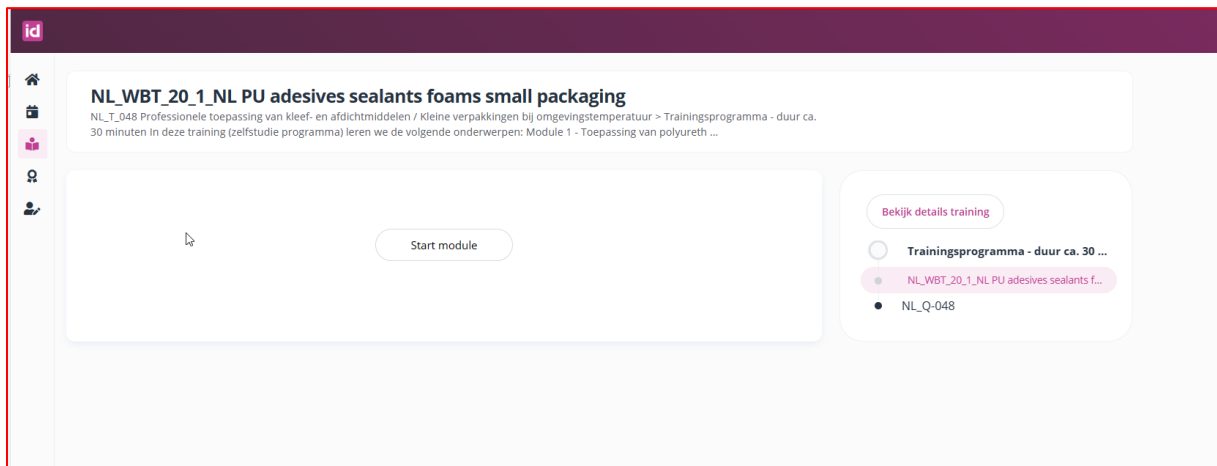 id
NL_WBT_20_1_NL PU adesives sealants foams small packaging
NL_T_048 Professionele toepassing van kleef- en afdichtmiddelen / Kleine verpakkingen bij omgevingstemperatuur > Trainingsprogramma - duur ca.
30 minuten In deze training (zelfstudie programma) leren we de volgende onderwerpen: Module 1 - Toepassing van polyureth ...
Start module
Bekijk details training
Trainingsprogramma - duur ca. 30 ...
NL_WBT_20_1_NL PU adesives sealants f...
NL_Q-048